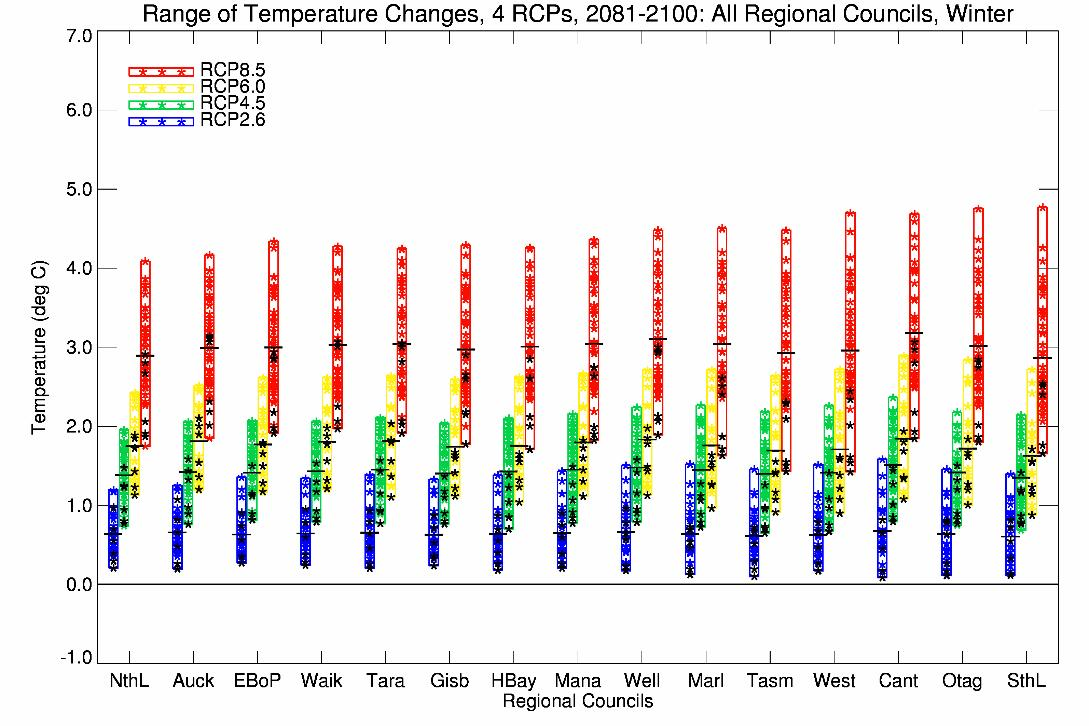 Range of Temperature Changes, 4 RCPs, 2081-2100: All Regional Councils, Winter
7.0
6.0
5.0
4.0
3.0
2.0
1.0
0.0
-1.0
Temperature (deg C)
RCP8.5
RCP6.0
RCP4.5
RCP2.6
NthL Auck EBoP Waik Tara Gisb HBay Mana Well Marl Tasm West Cant Otag SthL
Regional Councils